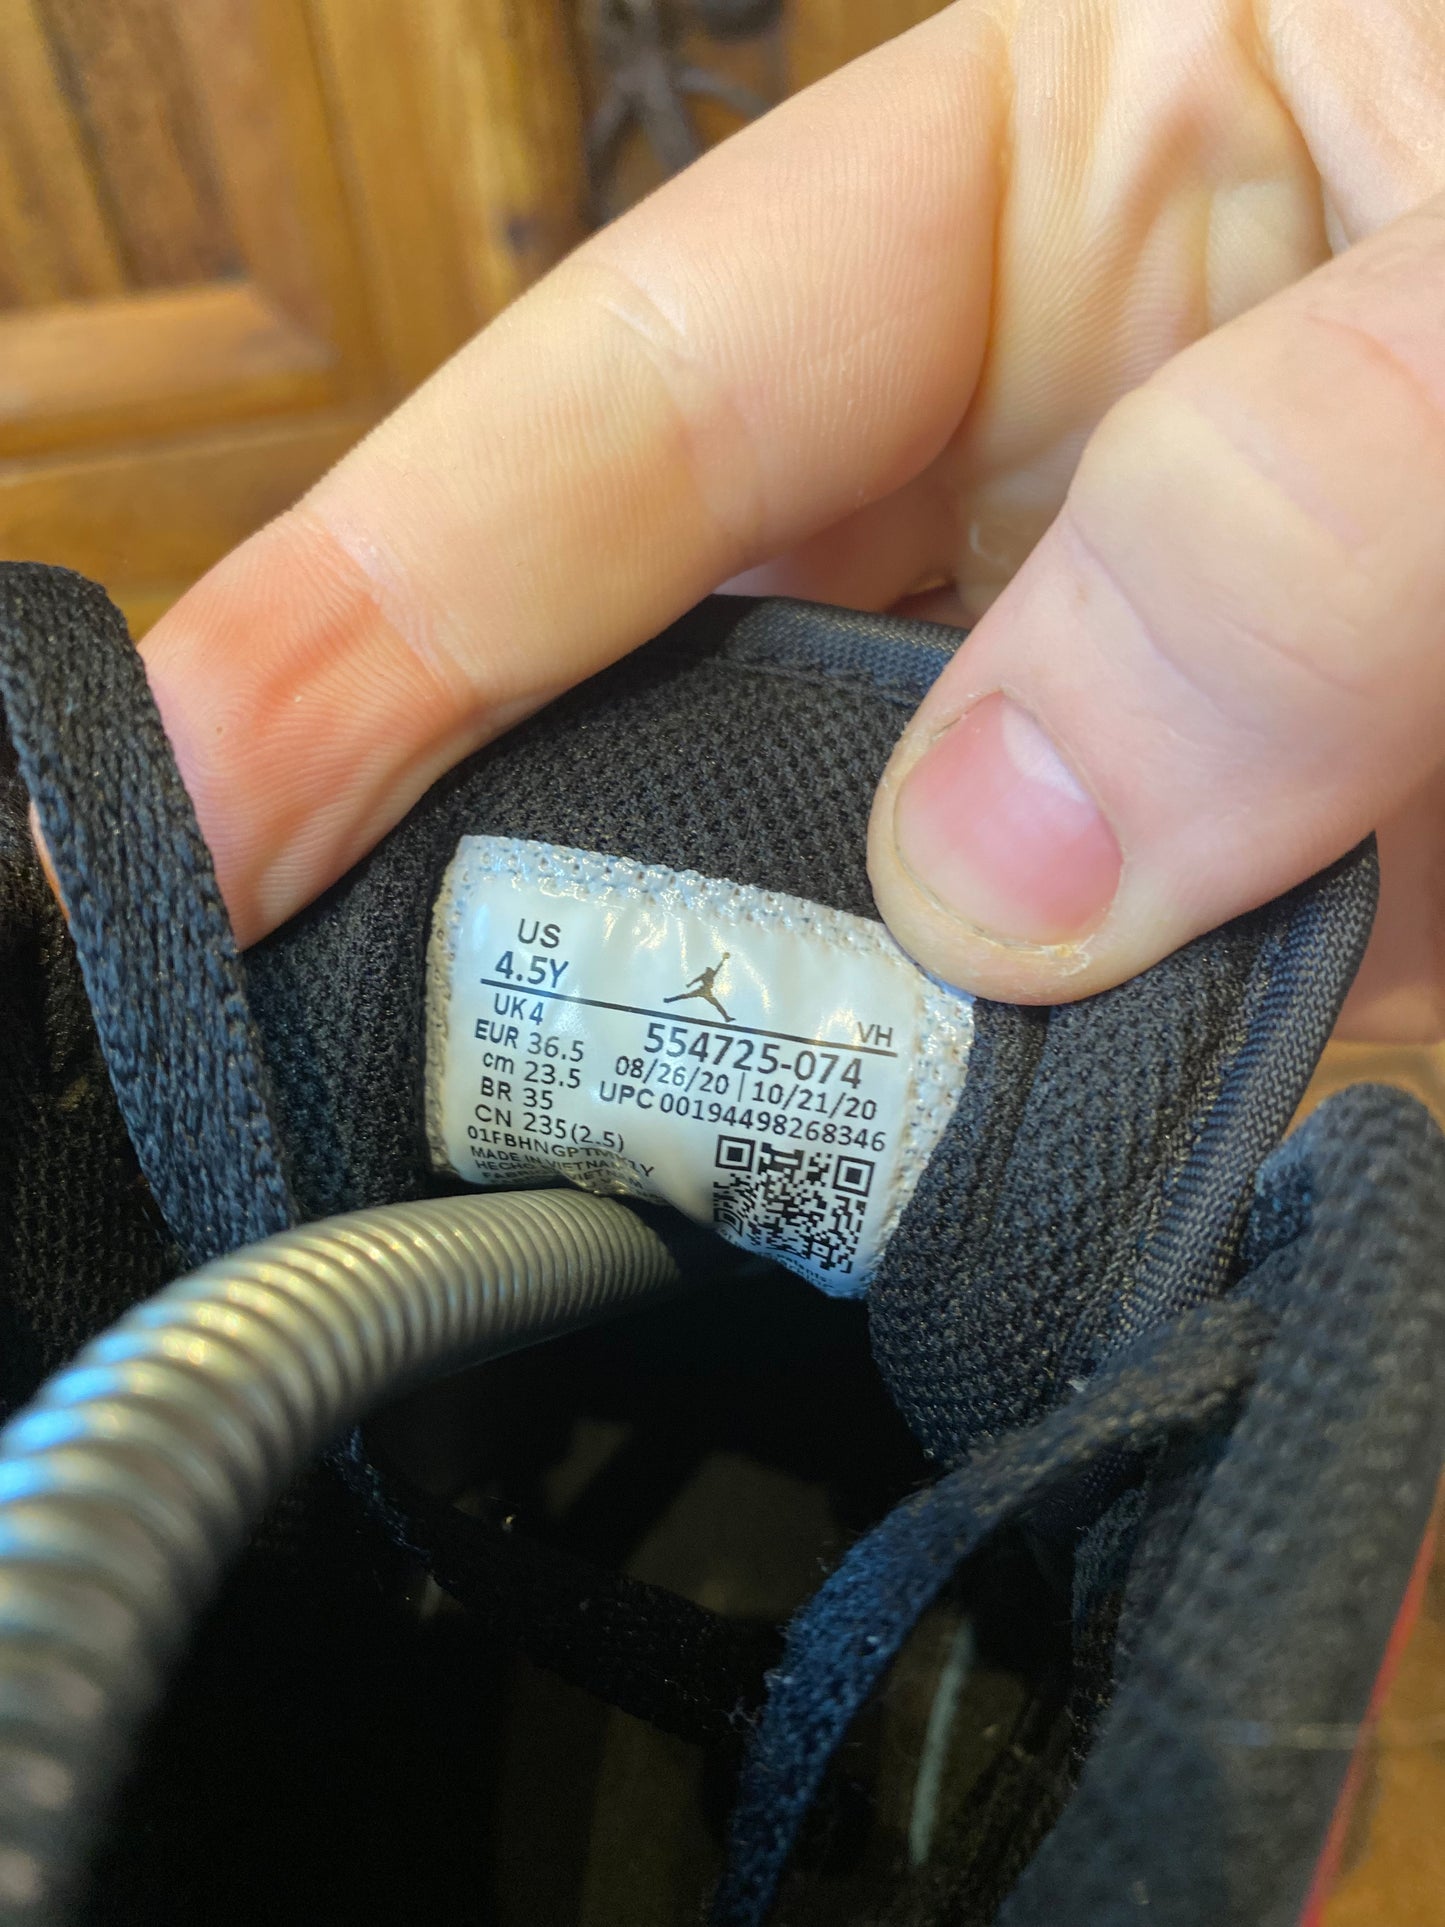 US
4.5Y
VH
UK 4
EUR 36.5
cm 23.5
BR 35
CN 235(2.5)
554725-074
08/26/20 | 10/21/20
UPC 00194498268346
MADE IN VIETNAM